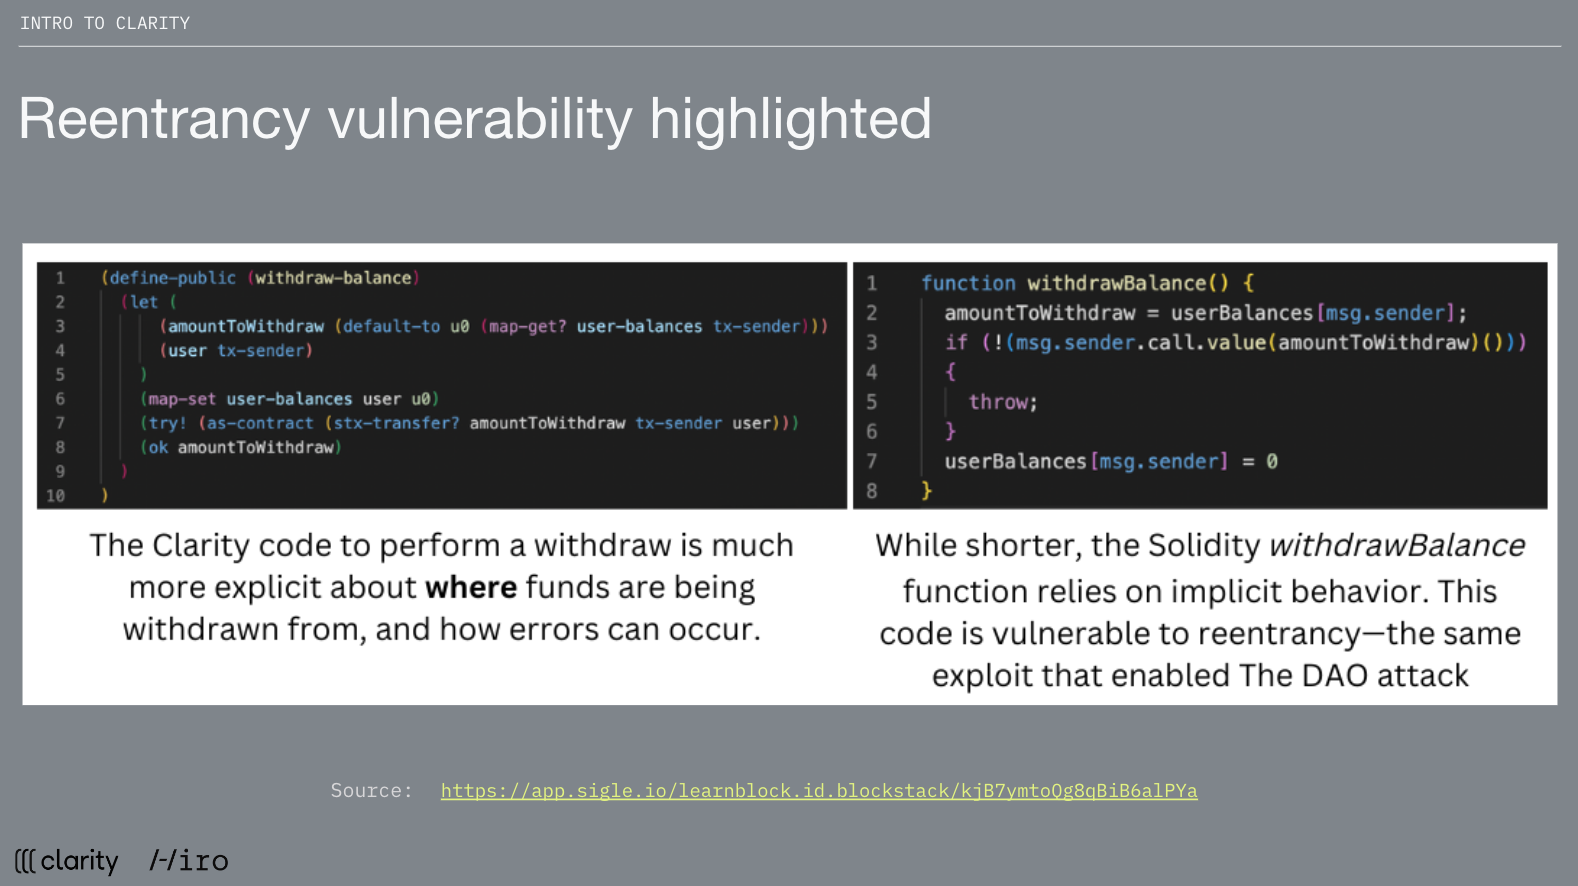 INTRO TO CLARITY
Reentrancy vulnerability highlighted
1 (define-public (withdraw-balance)
2 (let (
3 (amountToWithdraw (default-to u0 (map-get? user-balances tx-sender)))
4 (user tx-sender)
5 )
6 (map-set user-balances user u0)
7 (try! (as-contract (stx-transfer? amountToWithdraw tx-sender user)))
8 (ok amountToWithdraw)
9 )
10 )
The Clarity code to perform a withdraw is much
more explicit about where funds are being
withdrawn from, and how errors can occur.
1 function withdrawBalance() {
2 amountToWithdraw = userBalances[msg.sender];
3 if (!(msg.sender.call.value(amountToWithdraw)()))
4 {
5 throw;
6 }
7 userBalances[msg.sender] = 0
8 }
While shorter, the Solidity withdrawBalance
function relies on implicit behavior. This
code is vulnerable to reentrancy—the same
exploit that enabled The DAO attack
Source: https://app.sigle.io/learnblock.id.blockstack/kjB7ymtoQg8qBiB6alPYa
(((clarity /-/iro